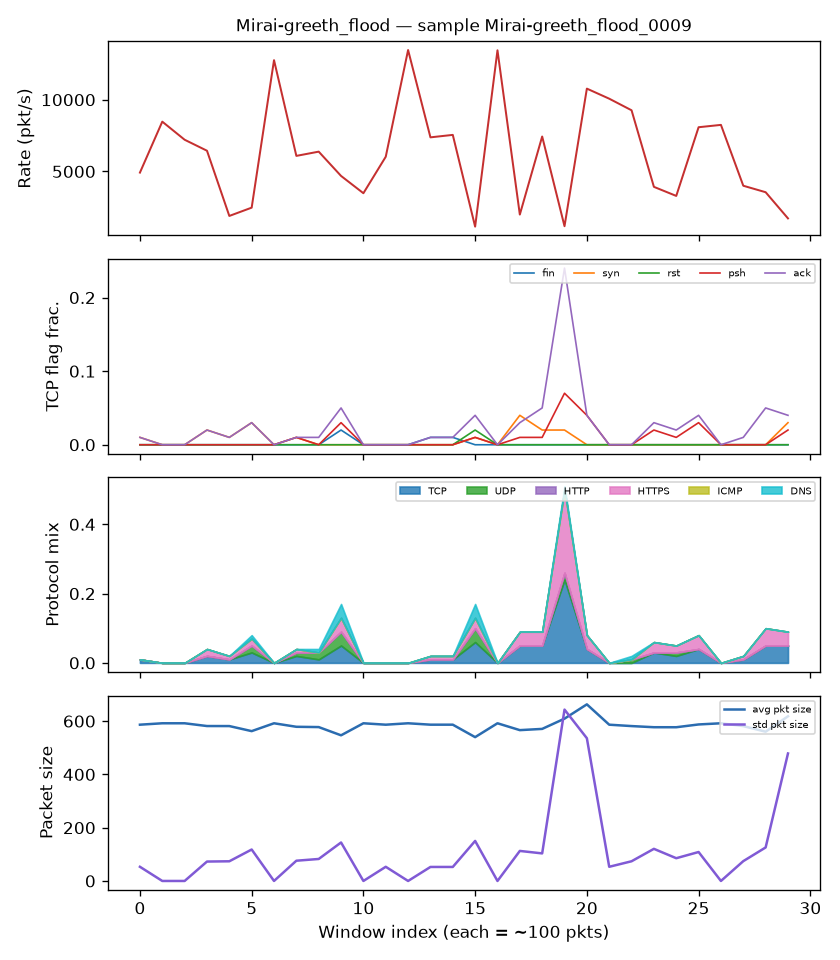 Mirai-greeth_flood — sample Mirai-greeth_flood_0009
Rate (pkt/s)
10000
5000
TCP flag frac.
0.2
0.1
0.0
fin syn rst psh ack
Protocol mix
0.4
0.2
0.0
TCP UDP HTTP HTTPS ICMP DNS
Packet size
600
400
200
0
avg pkt size
std pkt size
0 5 10 15 20 25 30
Window index (each = ~100 pkts)